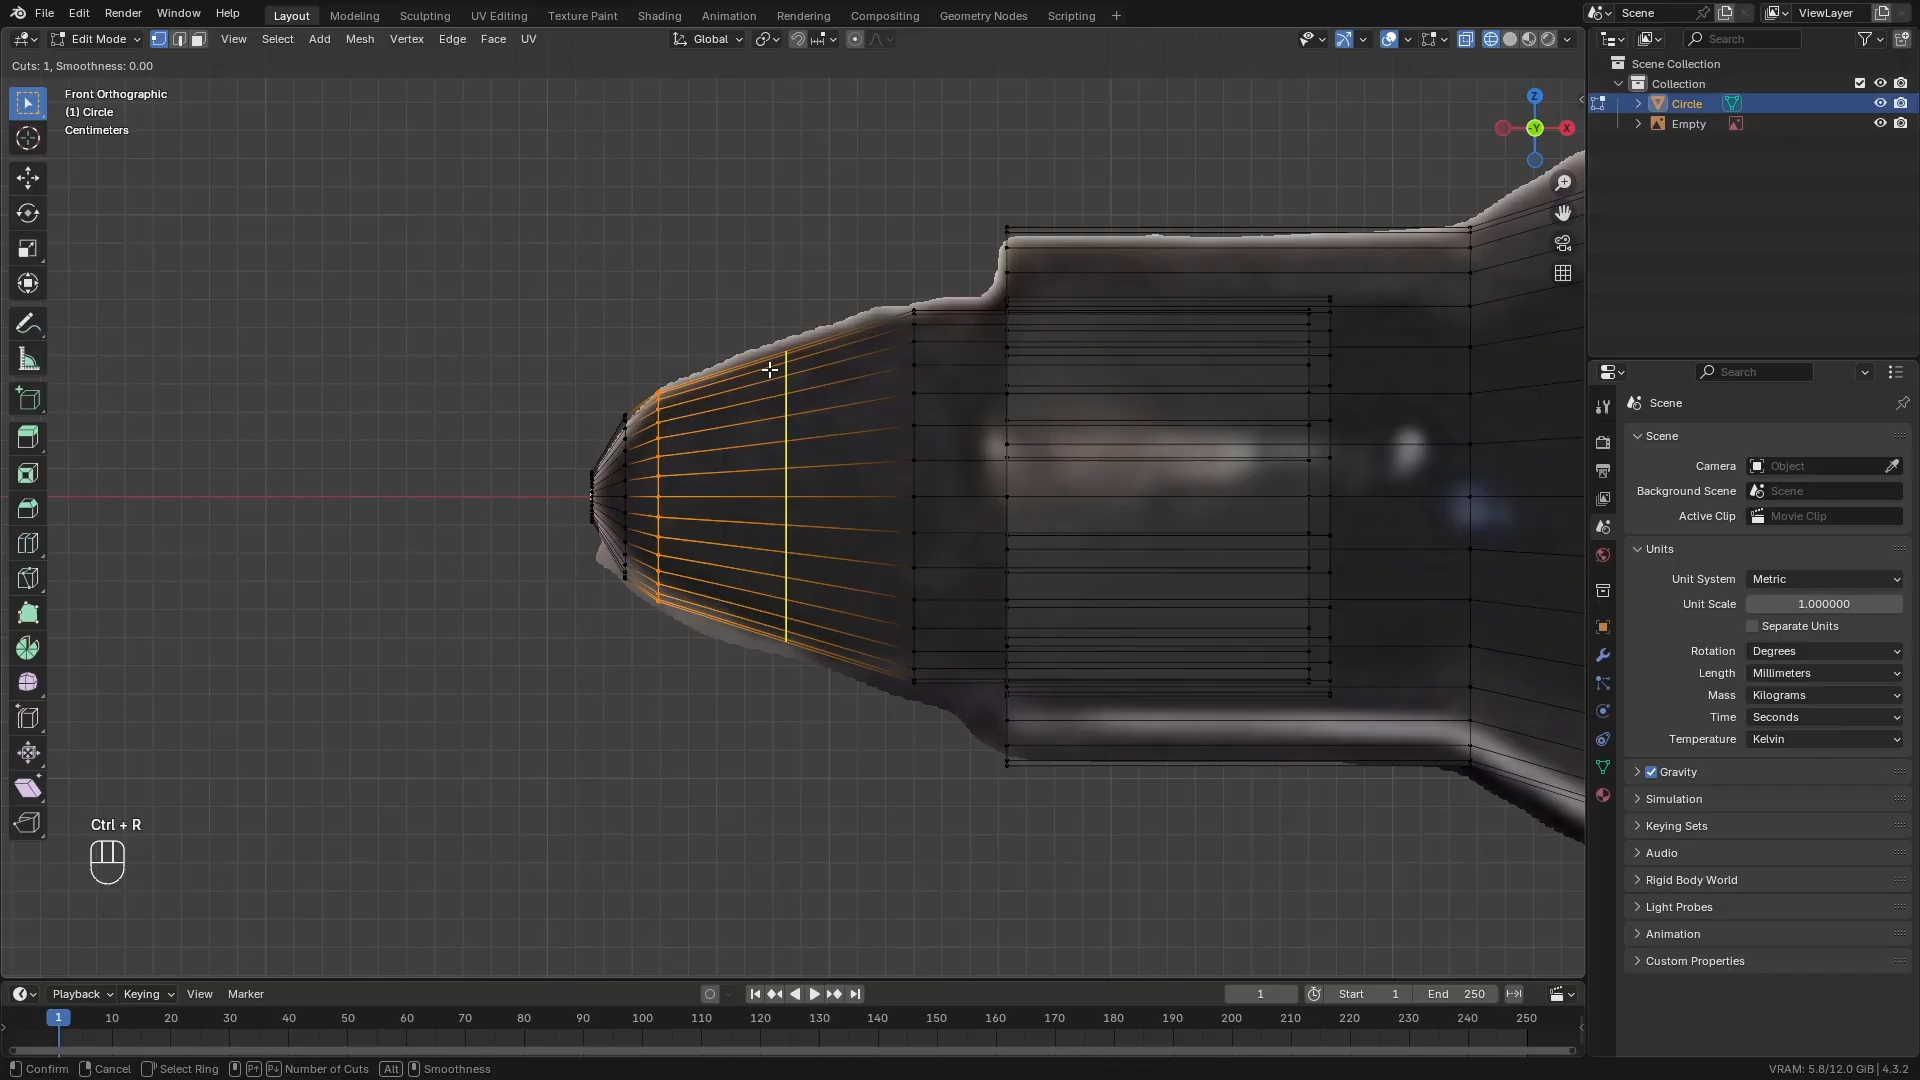 File Edit Render Window Help Layout Modeling Sculpting UV Editing Texture Paint Shading Animation Rendering Compositing Geometry Nodes Scripting + Scene ViewLayer
Edit Mode View Select Add Mesh Vertex Edge Face UV Global Search
Cuts: 1, Smoothness: 0.00
Scene Collection
Collection
Circle
Empty
Front Orthographic
(1) Circle
Centimeters
Z
-Y X
Search
Scene
Scene
Camera Object
Background Scene Scene
Active Clip Movie Clip
Units
Unit System Metric
Unit Scale 1.000000
Separate Units
Rotation Degrees
Length Millimeters
Mass Kilograms
Time Seconds
Temperature Kelvin
Gravity
Simulation
Keying Sets
Audio
Rigid Body World
Light Probes
Animation
Custom Properties
Ctrl + R
Playback Keying View Marker 1 Start 1 End 250
1 10 20 30 40 50 60 70 80 90 100 110 120 130 140 150 160 170 180 190 200 210 220 230 240 250
Confirm Cancel Select Ring P↑ P↓ Number of Cuts Alt Smoothness VRAM: 5.8/12.0 GiB | 4.3.2